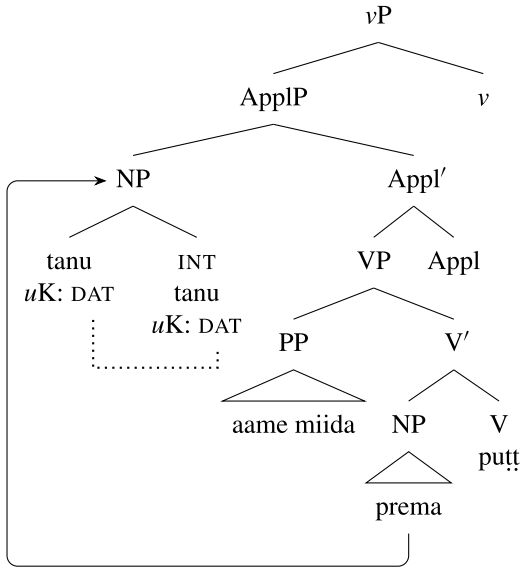 vP
ApplP v
NP Appl′
tanu INT VP Appl
uK: DAT tanu
uK: DAT
PP V′
aame miida NP V
puṭṭ
prema